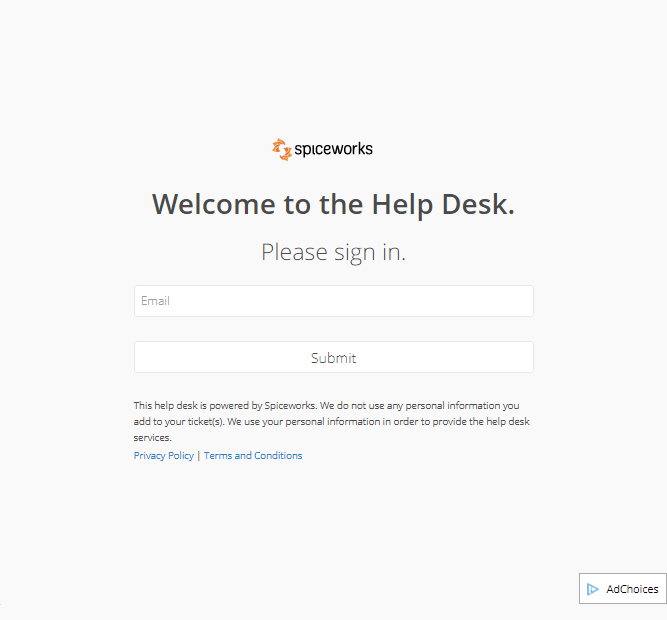 spiceworks
Welcome to the Help Desk.
Please sign in.
Email
Submit
This help desk is powered by Spiceworks. We do not use any personal information you
add to your ticket(s). We use your personal information in order to provide the help desk
services.
Privacy Policy | Terms and Conditions
AdChoices